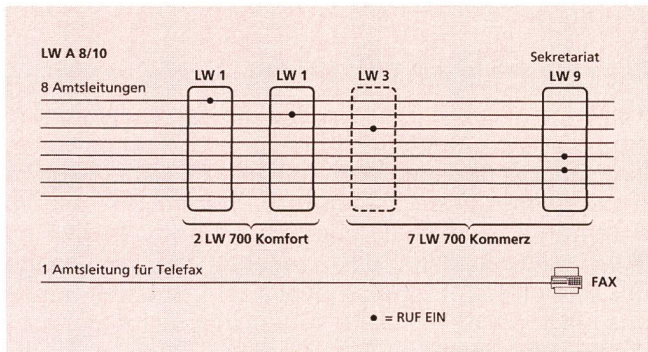 LW A 8/10
Sekretariat
LW 1 LW 1 LW 3 LW 9
8 Amtsleitungen
2 LW 700 Komfort 7 LW 700 Kommerz
1 Amtsleitung für Telefax
FAX
• = RUF EIN